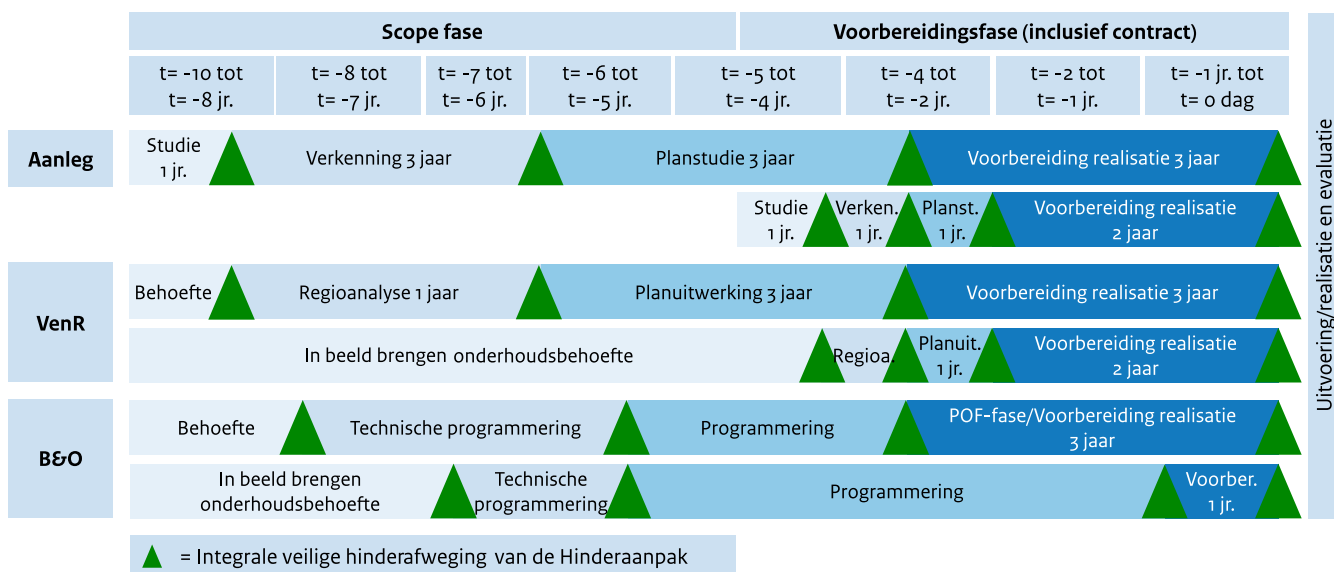 Scope fase
Voorbereidingsfase (inclusief contract)
t= -10 tot
t= -8 jr.
t= -8 tot
t= -7 jr.
t= -7 tot
t= -6 jr.
t= -6 tot
t= -5 jr.
t= -5 tot
t= -4 jr.
t= -4 tot
t= -2 jr.
t= -2 tot
t= -1 jr.
t= -1 jr. tot
t= 0 dag
Aanleg
Studie
1 jr.
Verkenning 3 jaar
Planstudie 3 jaar
Voorbereiding realisatie 3 jaar
Studie
1 jr.
Verken.
1 jr.
Planst.
1 jr.
Voorbereiding realisatie
2 jaar
VenR
Behoefte
Regioanalyse 1 jaar
Planuitwerking 3 jaar
Voorbereiding realisatie 3 jaar
In beeld brengen onderhoudsbehoefte
Regioa.
Planuit.
1 jr.
Voorbereiding realisatie
2 jaar
B&O
Behoefte
Technische programmering
Programmering
POF-fase/Voorbereiding realisatie
3 jaar
In beeld brengen
onderhoudsbehoefte
Technische
programmering
Programmering
Voorber.
1 jr.
Uitvoering/realisatie en evaluatie
= Integrale veilige hinderafweging van de Hinderaanpak